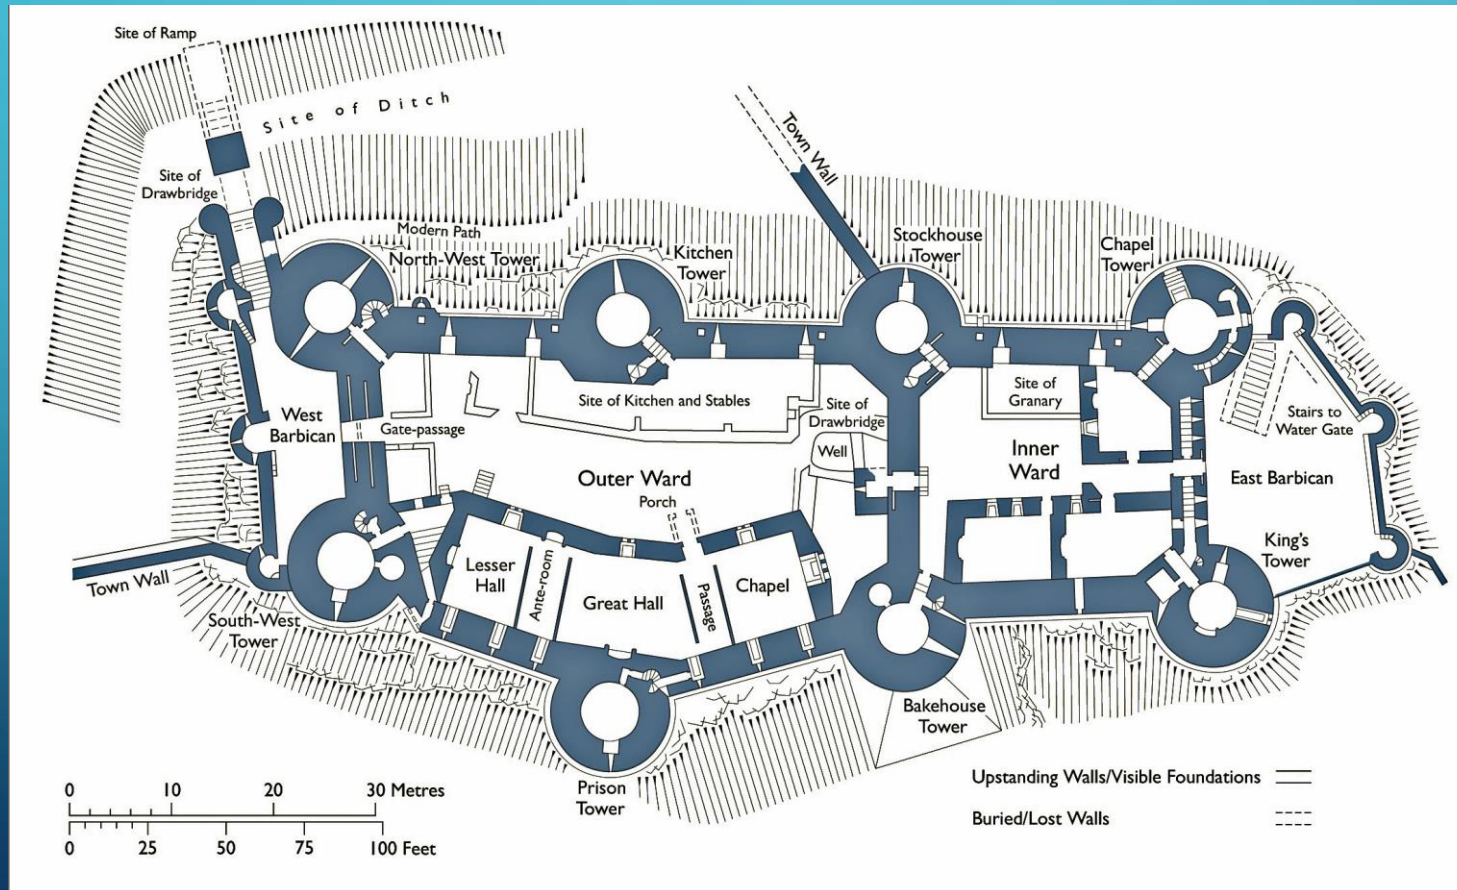 Site of Ramp
Site of Ditch
Site of
Drawbridge
Town Wall
Modern Path
North-West Tower
Kitchen
Tower
Stockhouse
Tower
Chapel
Tower
West
Barbican
Gate-passage
Site of Kitchen and Stables
Site of
Drawbridge
Well
Site of
Granary
Stairs to
Water Gate
Outer Ward
Porch
Inner
Ward
East Barbican
King's
Tower
Town Wall
South-West
Tower
Lesser
Hall
Ante-room
Great Hall
Passage
Chapel
Bakehouse
Tower
Prison
Tower
0 10 20 30 Metres
0 25 50 75 100 Feet
Upstanding Walls/Visible Foundations
Buried/Lost Walls